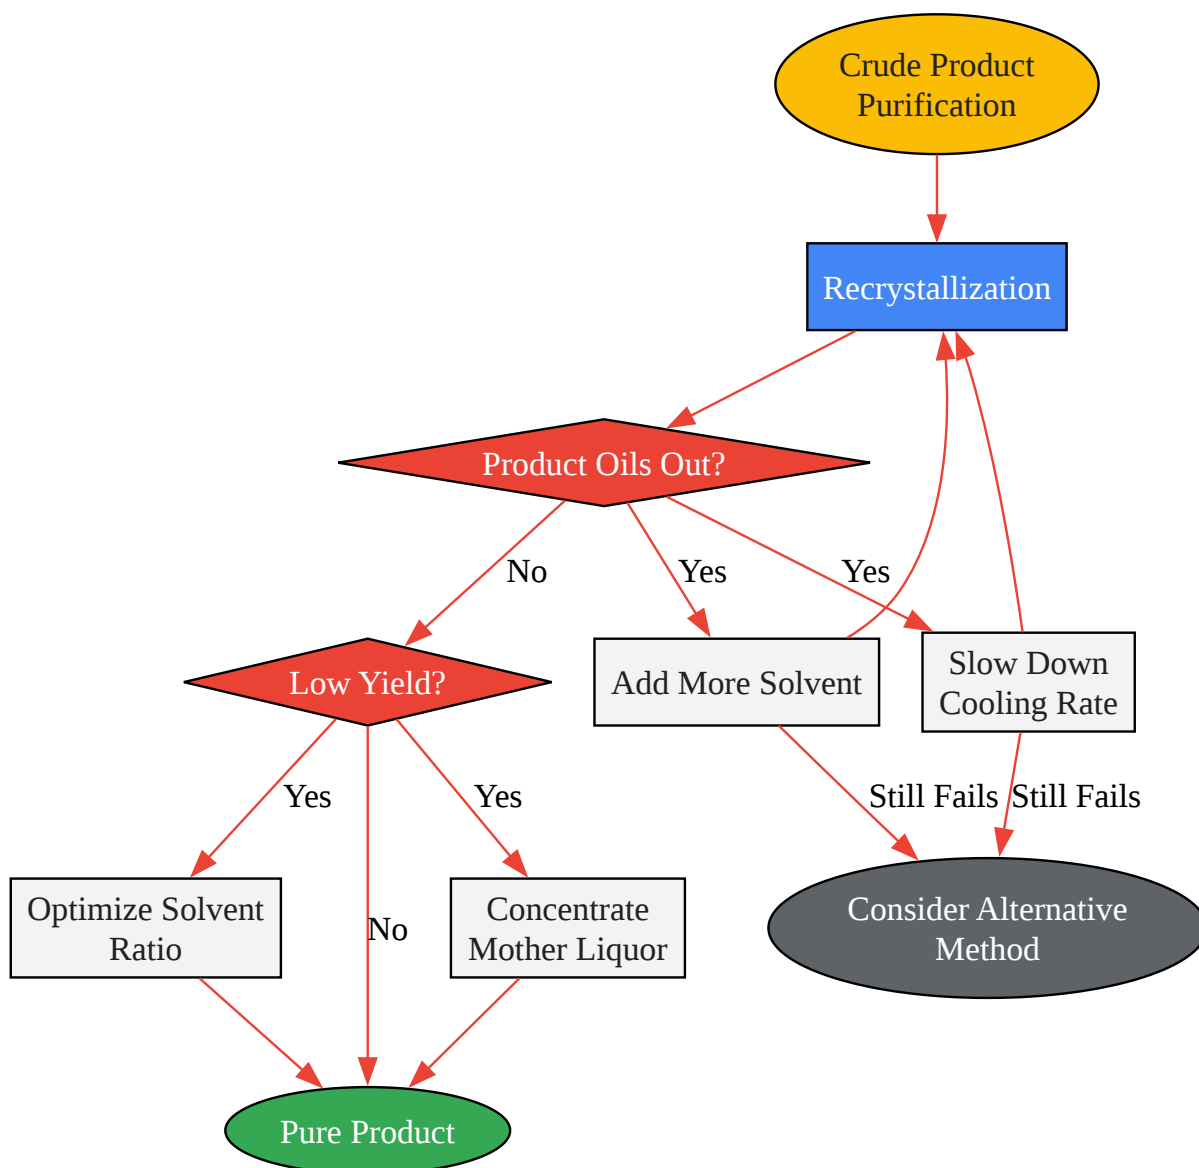 Crude Product
Purification
Recrystallization
Product Oils Out?
No
Yes
Yes
Low Yield?
Add More Solvent
Slow Down
Cooling Rate
Yes
Yes
Still Fails
Still Fails
Optimize Solvent
Ratio
No
Concentrate
Mother Liquor
Consider Alternative
Method
Pure Product